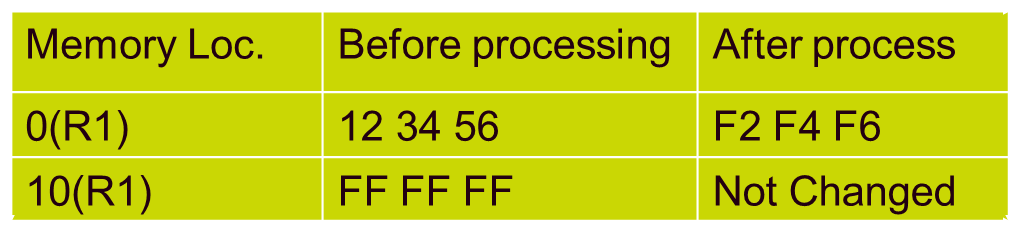 Memory Loc. Before processing After process
0(R1) 12 34 56 F2 F4 F6
10(R1) FF FF FF Not Changed